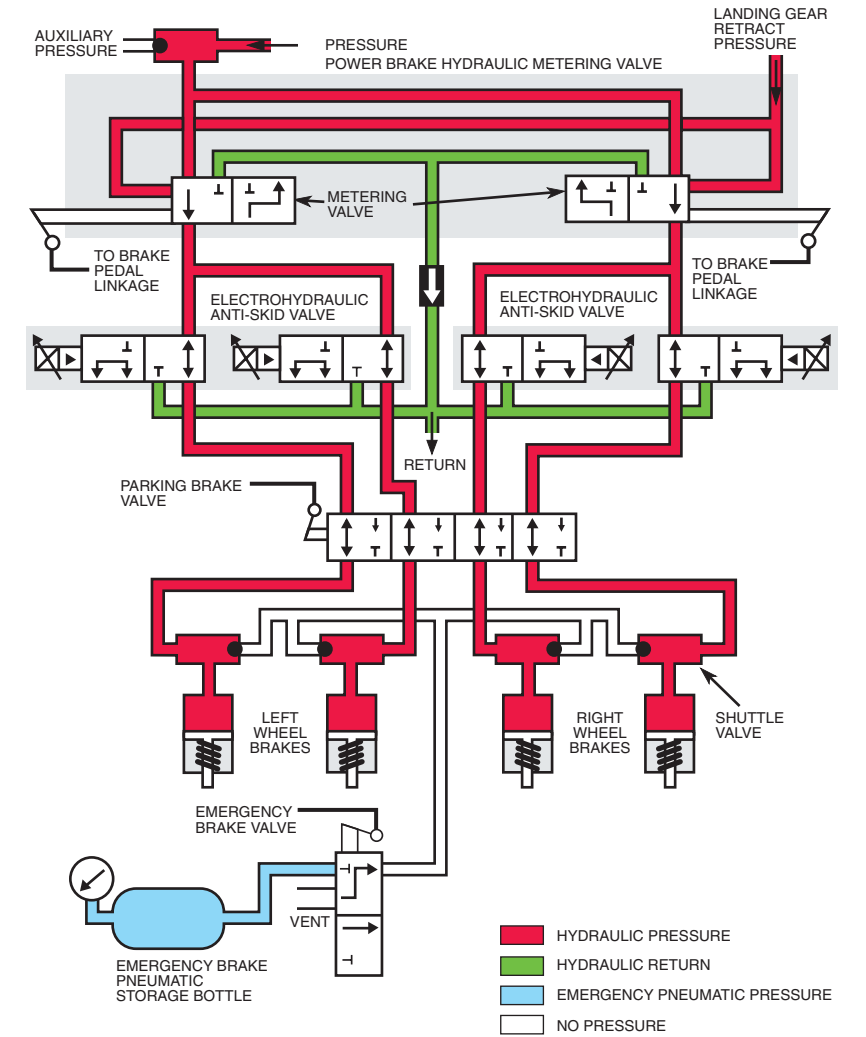 AUXILIARY
PRESSURE
PRESSURE
POWER BRAKE HYDRAULIC METERING VALVE
LANDING GEAR
RETRACT
PRESSURE
METERING
VALVE
TO BRAKE
PEDAL
LINKAGE
TO BRAKE
PEDAL
LINKAGE
ELECTROHYDRAULIC
ANTI-SKID VALVE
ELECTROHYDRAULIC
ANTI-SKID VALVE
RETURN
PARKING BRAKE
VALVE
LEFT
WHEEL
BRAKES
RIGHT
WHEEL
BRAKES
SHUTTLE
VALVE
EMERGENCY
BRAKE VALVE
VENT
EMERGENCY BRAKE
PNEUMATIC
STORAGE BOTTLE
HYDRAULIC PRESSURE
HYDRAULIC RETURN
EMERGENCY PNEUMATIC PRESSURE
NO PRESSURE